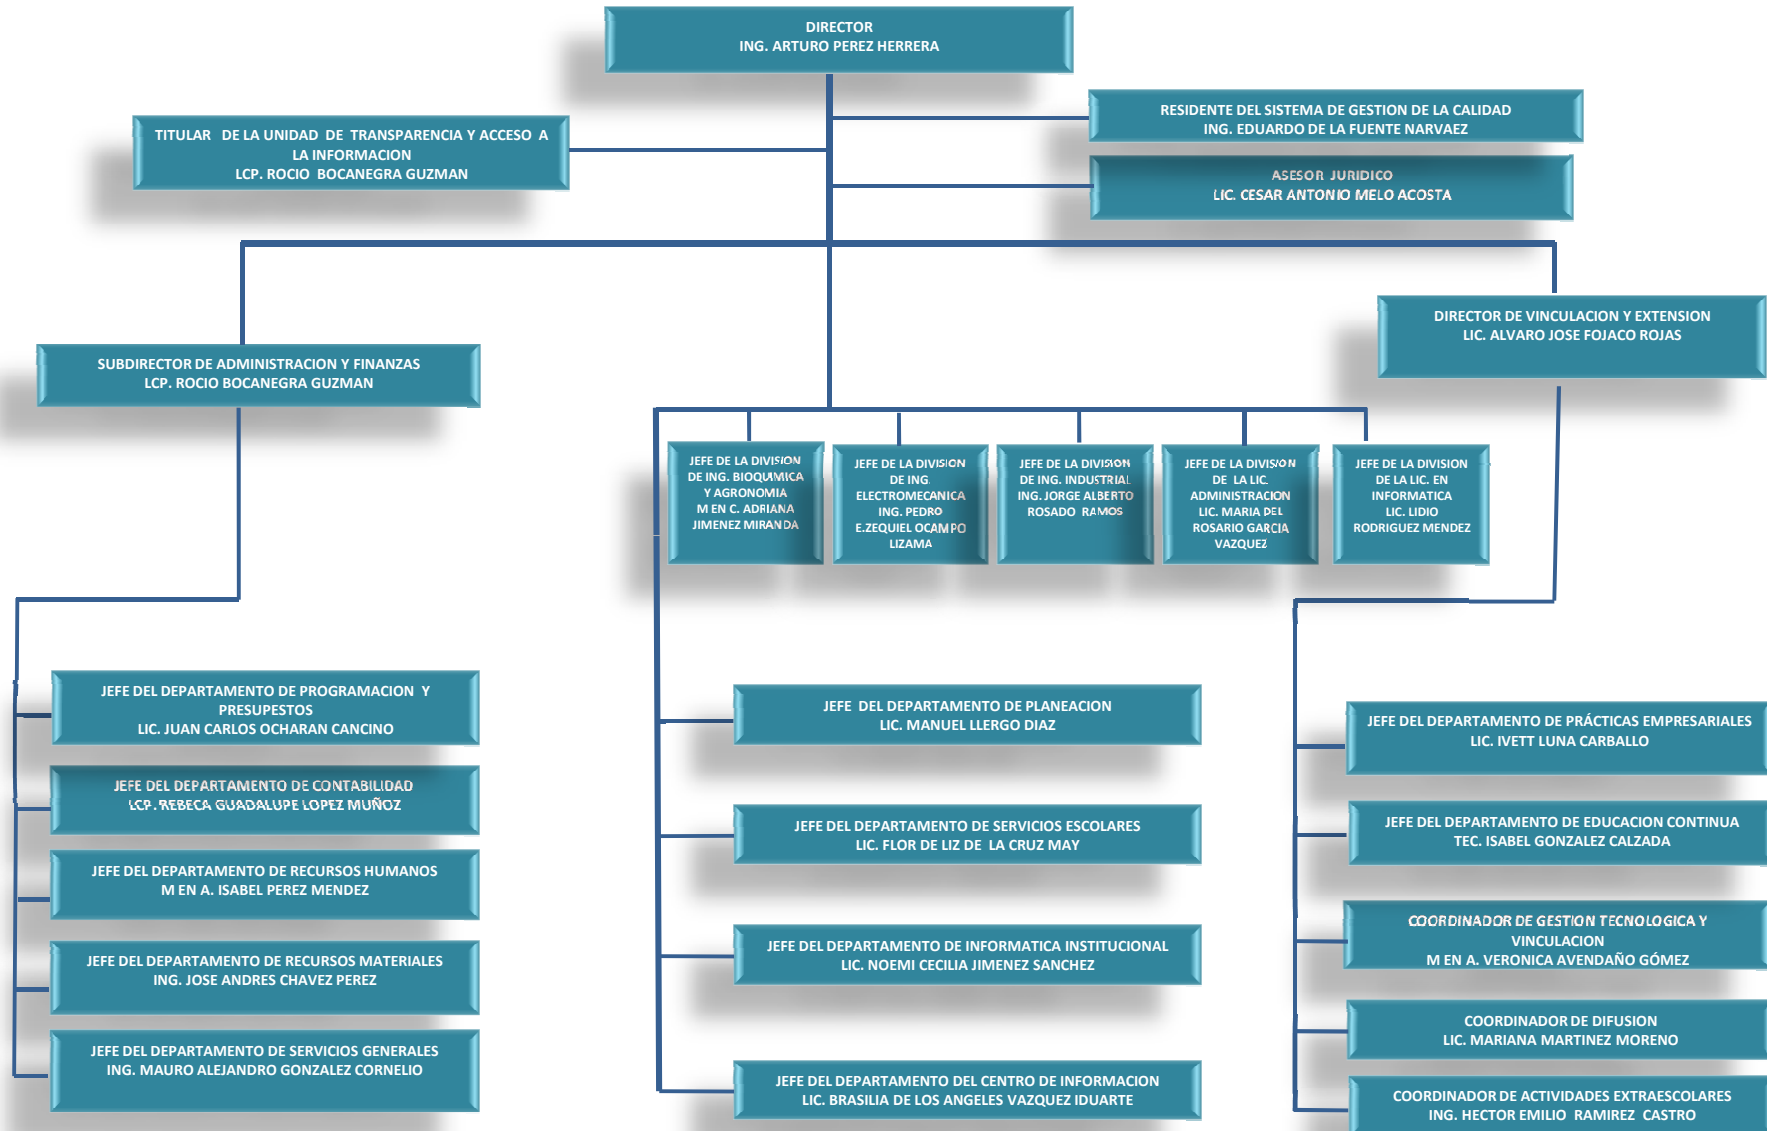 DIRECTOR
ING. ARTURO PEREZ HERRERA
RESIDENTE DEL SISTEMA DE GESTION DE LA CALIDAD
ING. EDUARDO DE LA FUENTE NARVAEZ
TITULAR DE LA UNIDAD DE TRANSPARENCIA Y ACCESO A
LA INFORMACION
LCP. ROCIO BOCANEGRA GUZMAN
ASESOR JURIDICO
LIC. CESAR ANTONIO MELO ACOSTA
DIRECTOR DE VINCULACION Y EXTENSION
LIC. ALVARO JOSE FOJACO ROJAS
SUBDIRECTOR DE ADMINISTRACION Y FINANZAS
LCP. ROCIO BOCANEGRA GUZMAN
JEFE DE LA DIVISION
DE ING. BIOQUIMICA
Y AGRONOMIA
M EN C. ADRIANA
JIMENEZ MIRANDA
JEFE DE LA DIVISION
DE ING.
ELECTROMECANICA
ING. PEDRO
E.ZEQUIEL OCAMPO
LIZAMA
JEFE DE LA DIVISION
DE ING. INDUSTRIAL
ING. JORGE ALBERTO
ROSADO RAMOS
JEFE DE LA DIVISION
DE LA LIC.
ADMINISTRACION
LIC. MARIA DEL
ROSARIO GARCIA
VAZQUEZ
JEFE DE LA DIVISION
DE LA LIC. EN
INFORMATICA
LIC. LIDIO
RODRIGUEZ MENDEZ
JEFE DEL DEPARTAMENTO DE PROGRAMACION Y
PRESUPESTOS
LIC. JUAN CARLOS OCHARAN CANCINO
JEFE DEL DEPARTAMENTO DE CONTABILIDAD
LCP. REBECA GUADALUPE LOPEZ MUÑOZ
JEFE DEL DEPARTAMENTO DE RECURSOS HUMANOS
M EN A. ISABEL PEREZ MENDEZ
JEFE DEL DEPARTAMENTO DE RECURSOS MATERIALES
ING. JOSE ANDRES CHAVEZ PEREZ
JEFE DEL DEPARTAMENTO DE SERVICIOS GENERALES
ING. MAURO ALEJANDRO GONZALEZ CORNELIO
JEFE DEL DEPARTAMENTO DE PLANEACION
LIC. MANUEL LLERGO DIAZ
JEFE DEL DEPARTAMENTO DE SERVICIOS ESCOLARES
LIC. FLOR DE LIZ DE LA CRUZ MAY
JEFE DEL DEPARTAMENTO DE INFORMATICA INSTITUCIONAL
LIC. NOEMI CECILIA JIMENEZ SANCHEZ
JEFE DEL DEPARTAMENTO DEL CENTRO DE INFORMACION
LIC. BRASILIA DE LOS ANGELES VAZQUEZ IDUARTE
JEFE DEL DEPARTAMENTO DE PRÁCTICAS EMPRESARIALES
LIC. IVETT LUNA CARBALLO
JEFE DEL DEPARTAMENTO DE EDUCACION CONTINUA
TEC. ISABEL GONZALEZ CALZADA
COORDINADOR DE GESTION TECNOLOGICA Y
VINCULACION
M EN A. VERONICA AVENDAÑO GÓMEZ
COORDINADOR DE DIFUSION
LIC. MARIANA MARTINEZ MORENO
COORDINADOR DE ACTIVIDADES EXTRAESCOLARES
ING. HECTOR EMILIO RAMIREZ CASTRO